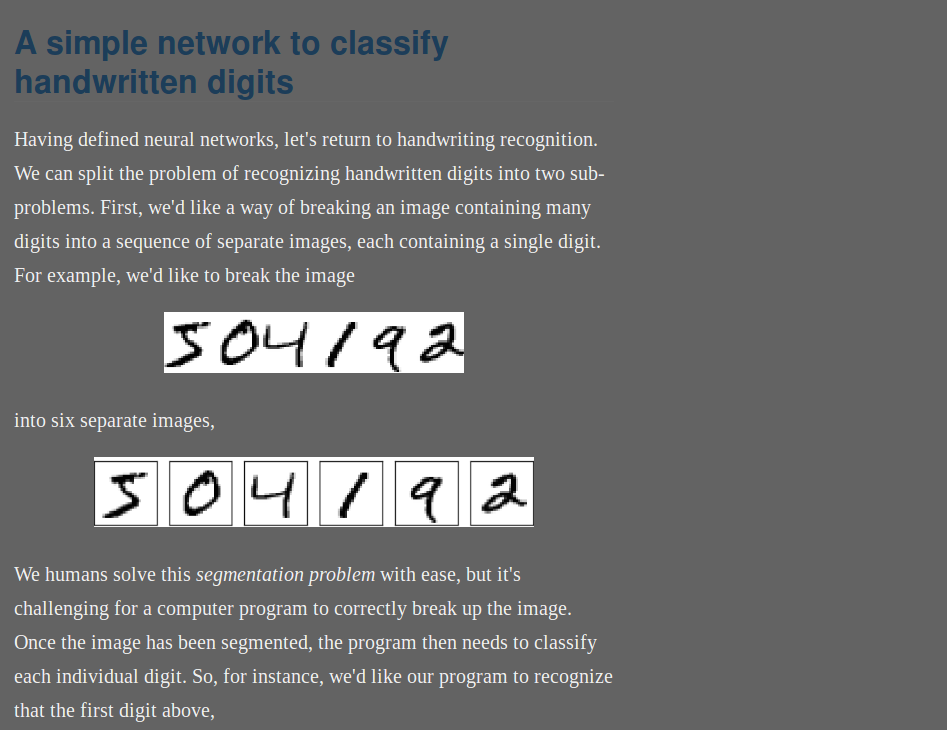 A simple network to classify
handwritten digits
Having defined neural networks, let's return to handwriting recognition.
We can split the problem of recognizing handwritten digits into two sub-
problems. First, we'd like a way of breaking an image containing many
digits into a sequence of separate images, each containing a single digit.
For example, we'd like to break the image
504192
into six separate images,
5 0 4 1 9 2
We humans solve this segmentation problem with ease, but it's
challenging for a computer program to correctly break up the image.
Once the image has been segmented, the program then needs to classify
each individual digit. So, for instance, we'd like our program to recognize
that the first digit above,